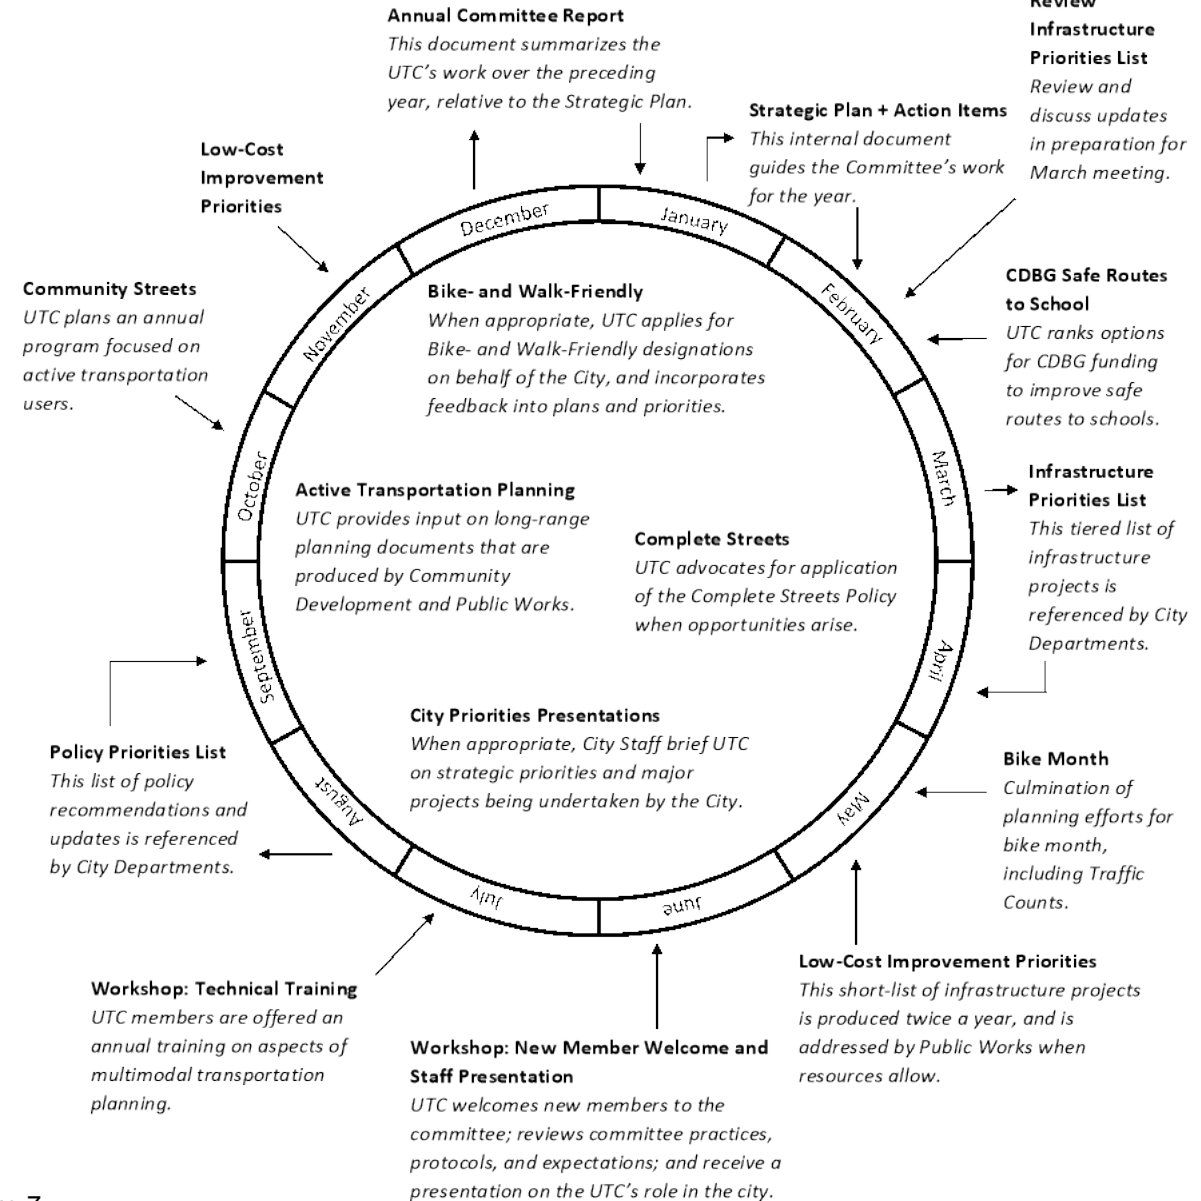 Annual Committee Report
This document summarizes the
UTC's work over the preceding
year, relative to the Strategic Plan.
Review
Infrastructure
Priorities List
Review and
discuss updates
in preparation for
March meeting.
Strategic Plan + Action Items
This internal document
guides the Committee's work
for the year.
Low-Cost
Improvement
Priorities
December
January
November
February
Community Streets
UTC plans an annual
program focused on
active transportation
users.
Bike- and Walk-Friendly
When appropriate, UTC applies for
Bike- and Walk-Friendly designations
on behalf of the City, and incorporates
feedback into plans and priorities.
CDBG Safe Routes
to School
UTC ranks options
for CDBG funding
to improve safe
routes to schools.
October
March
Active Transportation Planning
UTC provides input on long-range
planning documents that are
produced by Community
Development and Public Works.
Complete Streets
UTC advocates for application
of the Complete Streets Policy
when opportunities arise.
Infrastructure
Priorities List
This tiered list of
infrastructure
projects is
referenced by City
Departments.
September
April
City Priorities Presentations
When appropriate, City Staff brief UTC
on strategic priorities and major
projects being undertaken by the City.
Policy Priorities List
This list of policy
recommendations and
updates is referenced
by City Departments.
August
May
Bike Month
Culmination of
planning efforts for
bike month,
including Traffic
Counts.
July
June
Workshop: Technical Training
UTC members are offered an
annual training on aspects of
multimodal transportation
planning.
Workshop: New Member Welcome and
Staff Presentation
UTC welcomes new members to the
committee; reviews committee practices,
protocols, and expectations; and receive a
presentation on the UTC's role in the city.
Low-Cost Improvement Priorities
This short-list of infrastructure projects
is produced twice a year, and is
addressed by Public Works when
resources allow.